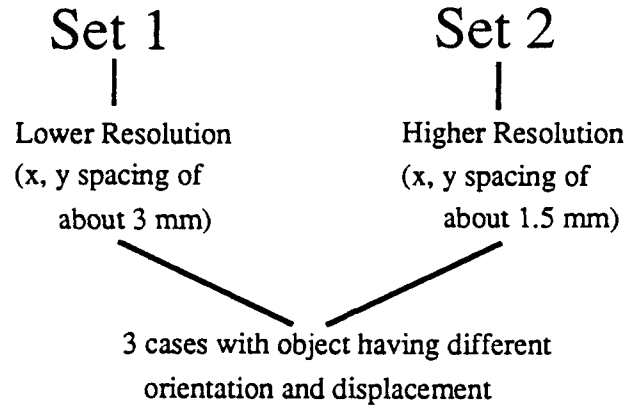 Set 1
Set 2
Lower Resolution
(x, y spacing of
about 3 mm)
Higher Resolution
(x, y spacing of
about 1.5 mm)
3 cases with object having different
orientation and displacement